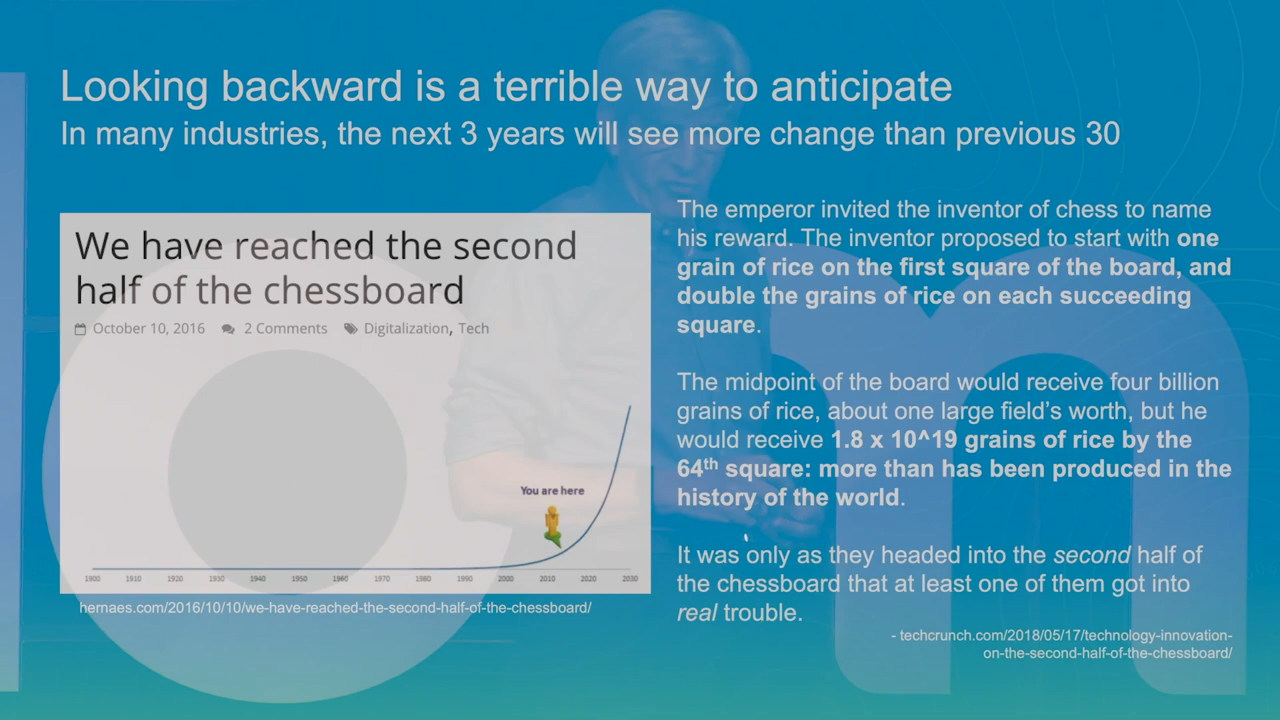 Looking backward is a terrible way to anticipate
In many industries, the next 3 years will see more change than previous 30
We have reached the second
half of the chessboard
October 10, 2016 2 Comments Digitalization, Tech
You are here
1900 1910 1920 1930 1940 1950 1960 1970 1980 1990 2000 2010 2020 2030
hernaes.com/2016/10/10/we-have-reached-the-second-half-of-the-chessboard/
The emperor invited the inventor of chess to name
his reward. The inventor proposed to start with one
grain of rice on the first square of the board, and
double the grains of rice on each succeeding
square.
The midpoint of the board would receive four billion
grains of rice, about one large field's worth, but he
would receive 1.8 x 10^19 grains of rice by the
64th square: more than has been produced in the
history of the world.
It was only as they headed into the second half of
the chessboard that at least one of them got into
real trouble.
- techcrunch.com/2018/05/17/technology-innovation-
on-the-second-half-of-the-chessboard/